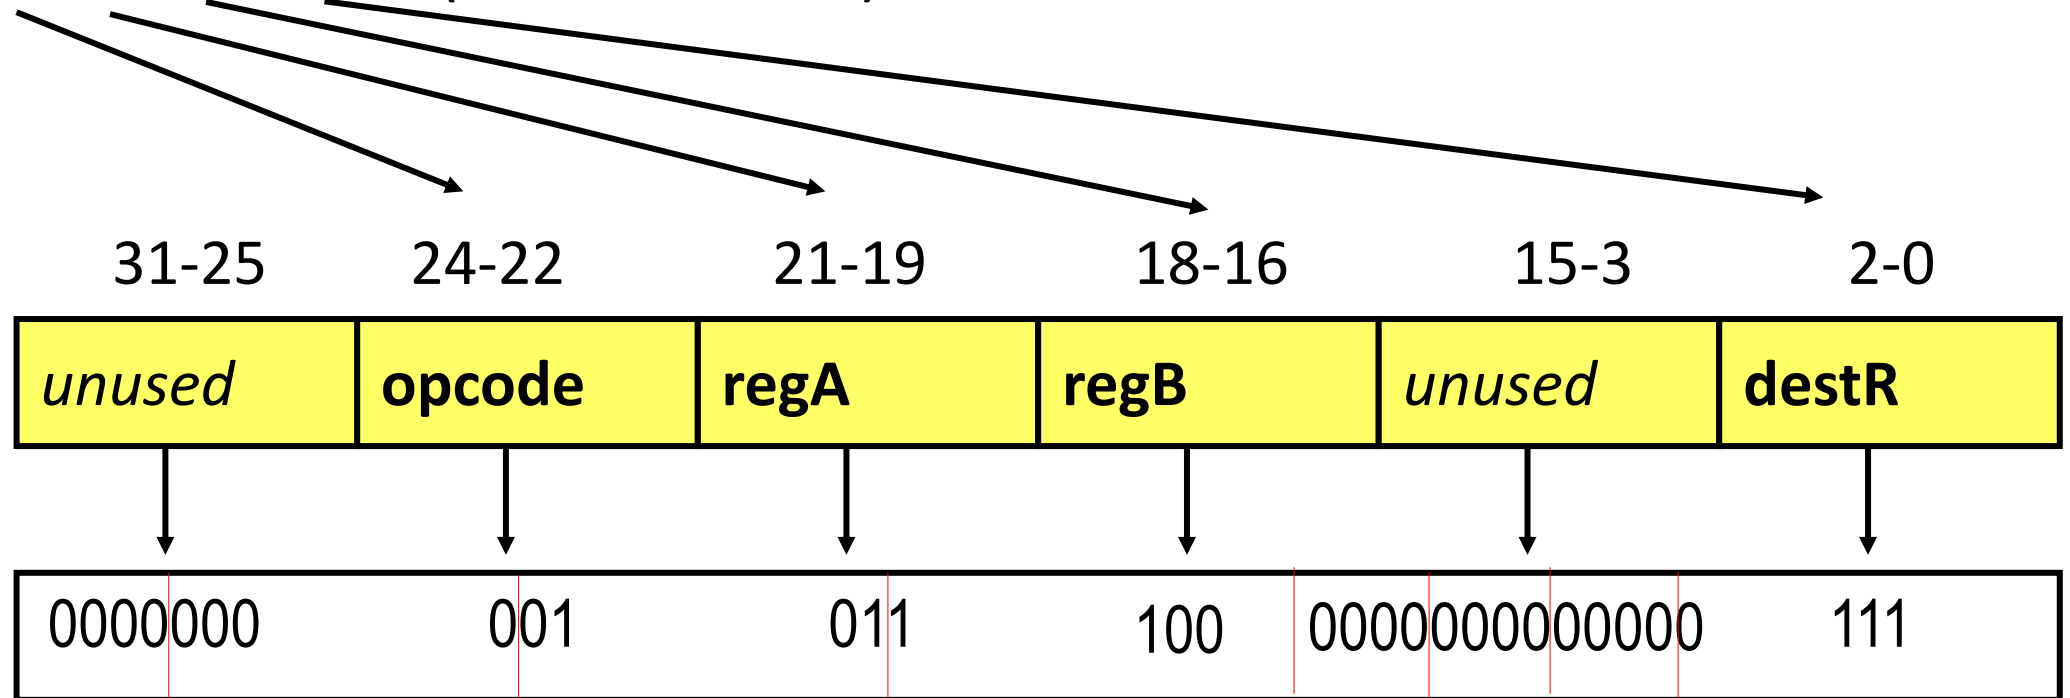 31-25 24-22 21-19 18-16 15-3 2-0
unused opcode regA regB unused destR
0000000 001 011 100 0000000000000 111